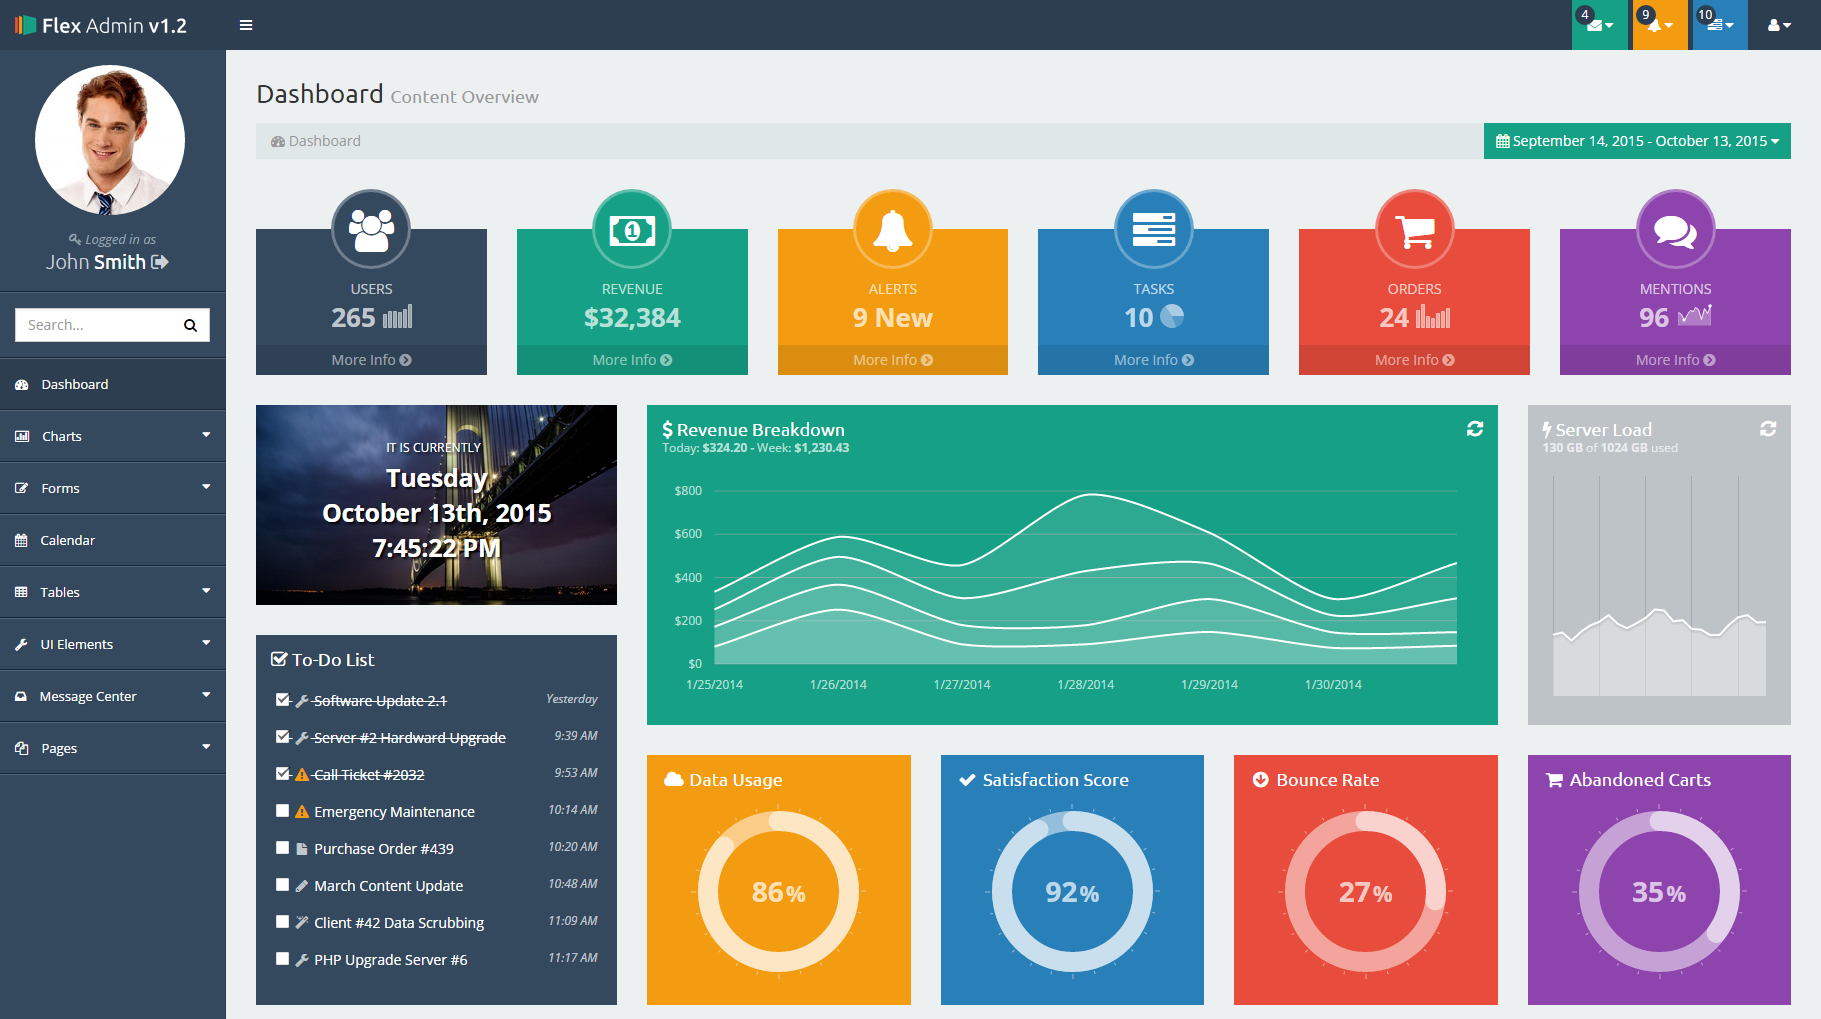 Flex Admin v1.2
4
9
10
Logged in as
John Smith
Search...
Dashboard
Charts
Forms
Calendar
Tables
UI Elements
Message Center
Pages
Dashboard Content Overview
Dashboard
September 14, 2015 - October 13, 2015
USERS
265
More Info
REVENUE
$32,384
More Info
ALERTS
9 New
More Info
TASKS
10
More Info
ORDERS
24
More Info
MENTIONS
96
More Info
IT IS CURRENTLY
Tuesday
October 13th, 2015
7:45:22 PM
To-Do List
Software Update 2.1 Yesterday
Server #2 Hardward Upgrade 9:39 AM
Call Ticket #2032 9:53 AM
Emergency Maintenance 10:14 AM
Purchase Order #439 10:20 AM
March Content Update 10:48 AM
Client #42 Data Scrubbing 11:09 AM
PHP Upgrade Server #6 11:17 AM
Revenue Breakdown
Today: $324.20 - Week: $1,230.43
$800
$600
$400
$200
$0
1/25/2014 1/26/2014 1/27/2014 1/28/2014 1/29/2014 1/30/2014
Server Load
130 GB of 1024 GB used
Data Usage
86%
Satisfaction Score
92%
Bounce Rate
27%
Abandoned Carts
35%